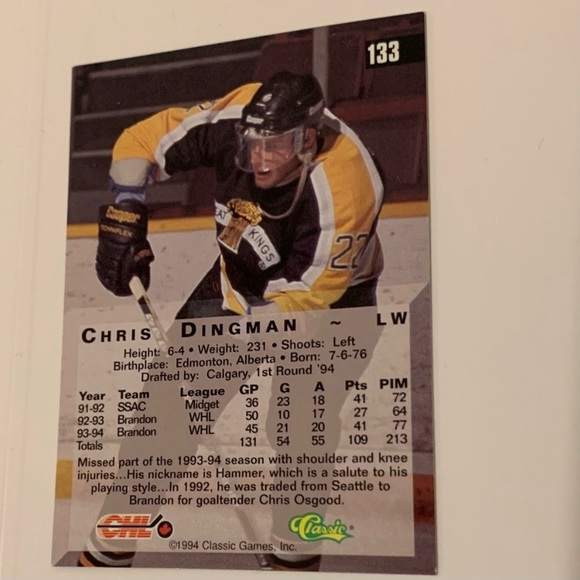 133
Cooper
TECHNIFLEX
Cooper
AT KINGS
22
CHRIS DINGMAN ~ LW
Height: 6-4 • Weight: 231 • Shoots: Left
Birthplace: Edmonton, Alberta • Born: 7-6-76
Drafted by: Calgary, 1st Round '94
Year Team League GP G A Pts PIM
91-92 SSAC Midget 36 23 18 41 72
92-93 Brandon WHL 50 10 17 27 64
93-94 Brandon WHL 45 21 20 41 77
Totals 131 54 55 109 213
Missed part of the 1993-94 season with shoulder and knee
injuries...His nickname is Hammer, which is a salute to his
playing style...In 1992, he was traded from Seattle to
Brandon for goaltender Chris Osgood.
CHL
Classic®
©1994 Classic Games, Inc.